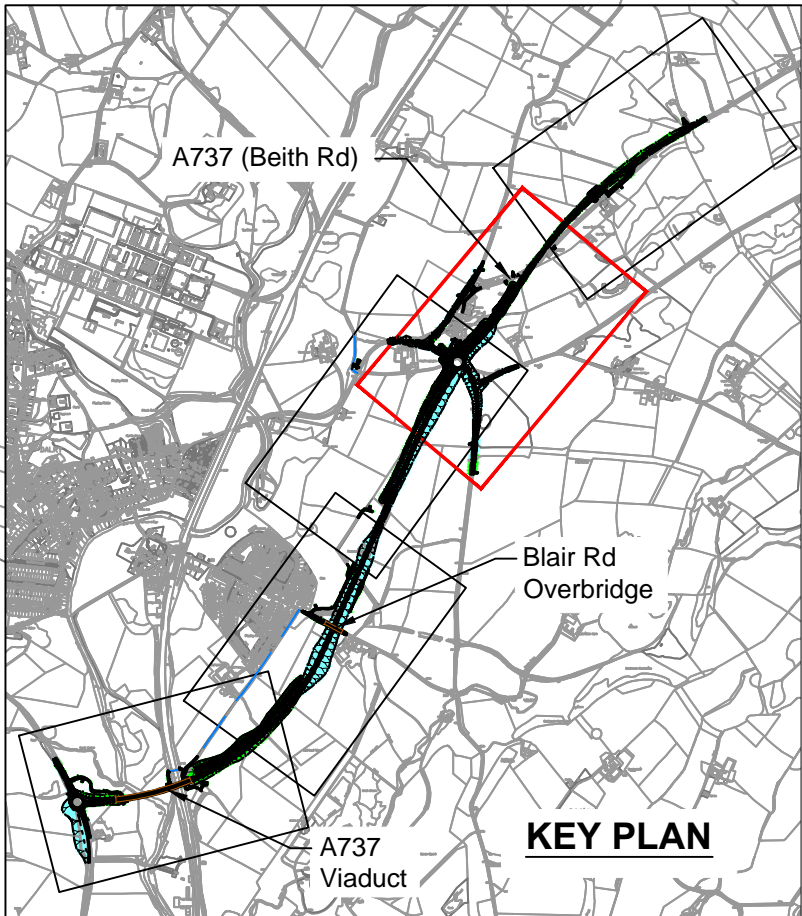 A737 (Beith Rd)
Blair Rd
Overbridge
A737
Viaduct
KEY PLAN